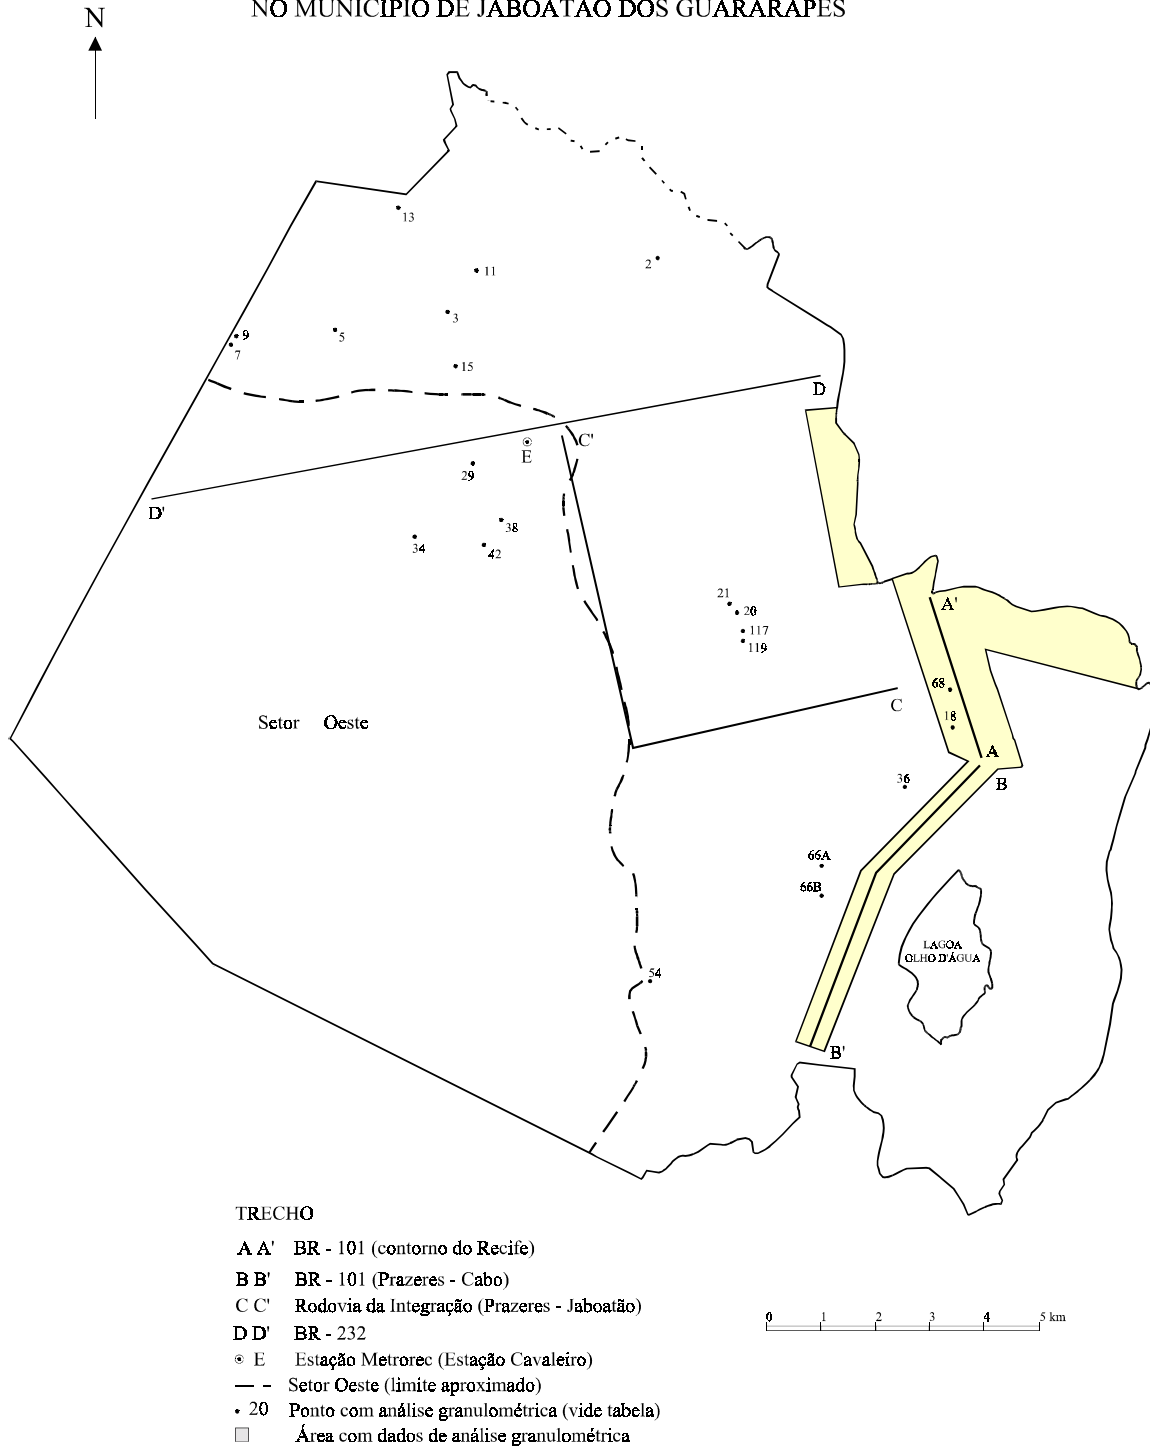 NO MUNICÍPIO DE JABOATÃO DOS GUARARAPES
N
13
11
2
3
9
5
7
15
D
C'
E
29
D'
38
34
42
21
20
A'
117
119
68
C
18
Setor Oeste
A
36
B
66A
66B
LAGOA
OLHO D'ÁGUA
54
B'
TRECHO
A A' BR - 101 (contorno do Recife)
B B' BR - 101 (Prazeres - Cabo)
C C' Rodovia da Integração (Prazeres - Jaboatão)
0 1 2 3 4 5 km
D D' BR - 232
E Estação Metrorec (Estação Cavaleiro)
Setor Oeste (limite aproximado)
20 Ponto com análise granulométrica (vide tabela)
Área com dados de análise granulométrica